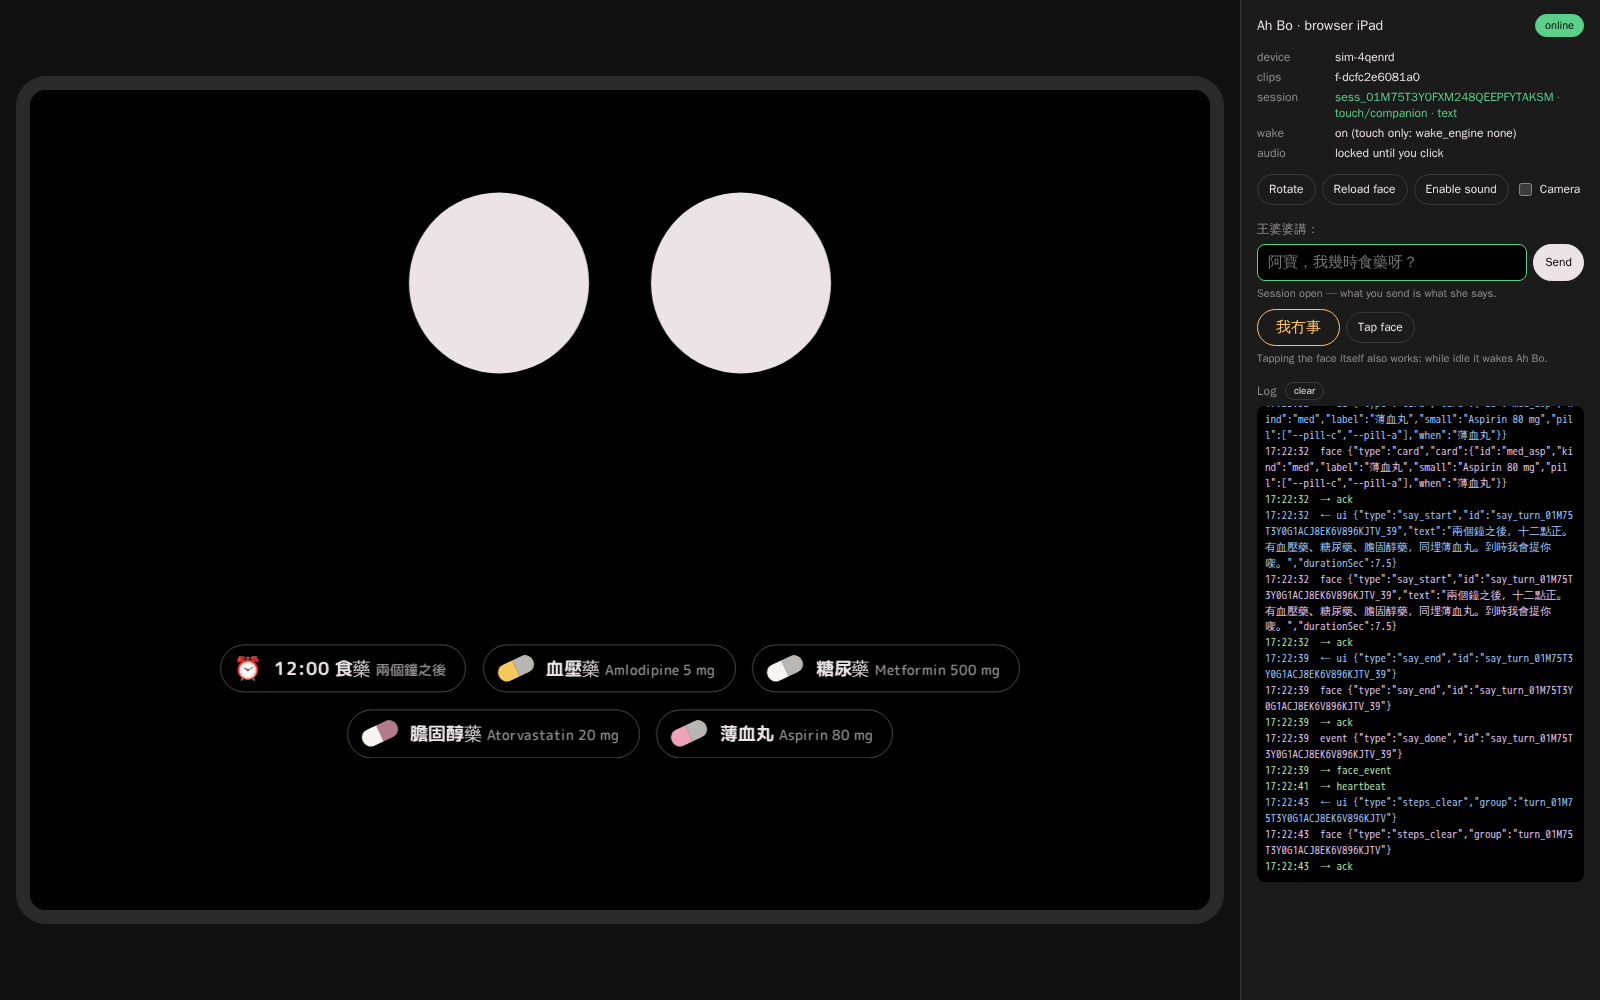 12:00 食藥 兩個鐘之後
血壓藥 Amlodipine 5 mg
糖尿藥 Metformin 500 mg
膽固醇藥 Atorvastatin 20 mg
薄血丸 Aspirin 80 mg
Ah Bo · browser iPad
online
device sim-4qenrd
clips f-dcfc2e6081a0
session sess_01M75T3Y0FXM248QEEPFYTAKSM ·
touch/companion · text
wake on (touch only: wake_engine none)
audio locked until you click
Rotate Reload face Enable sound Camera
王婆婆講：
阿寶，我幾時食藥呀？ Send
Session open — what you send is what she says.
我冇事 Tap face
Tapping the face itself also works: while idle it wakes Ah Bo.
Log clear
ind":"med","label":"薄血丸","small":"Aspirin 80 mg","pil
l":["--pill-c","--pill-a"],"when":"薄血丸"}}
17:22:32 face {"type":"card","card":{"id":"med_asp","ki
nd":"med","label":"薄血丸","small":"Aspirin 80 mg","pil
l":["--pill-c","--pill-a"],"when":"薄血丸"}}
17:22:32 → ack
17:22:32 ← ui {"type":"say_start","id":"say_turn_01M75
T3Y0G1ACJ8EK6V896KJTV_39","text":"兩個鐘之後，十二點正。
有血壓藥、糖尿藥、膽固醇藥，同埋薄血丸。到時我會提你
㗎。","durationSec":7.5}
17:22:32 face {"type":"say_start","id":"say_turn_01M75T
3Y0G1ACJ8EK6V896KJTV_39","text":"兩個鐘之後，十二點正。
有血壓藥、糖尿藥、膽固醇藥，同埋薄血丸。到時我會提你
㗎。","durationSec":7.5}
17:22:32 → ack
17:22:39 ← ui {"type":"say_end","id":"say_turn_01M75T3
Y0G1ACJ8EK6V896KJTV_39"}
17:22:39 face {"type":"say_end","id":"say_turn_01M75T3Y
0G1ACJ8EK6V896KJTV_39"}
17:22:39 → ack
17:22:39 event {"type":"say_done","id":"say_turn_01M75T
3Y0G1ACJ8EK6V896KJTV_39"}
17:22:39 → face_event
17:22:41 → heartbeat
17:22:43 ← ui {"type":"steps_clear","group":"turn_01M7
5T3Y0G1ACJ8EK6V896KJTV"}
17:22:43 face {"type":"steps_clear","group":"turn_01M75
T3Y0G1ACJ8EK6V896KJTV"}
17:22:43 → ack